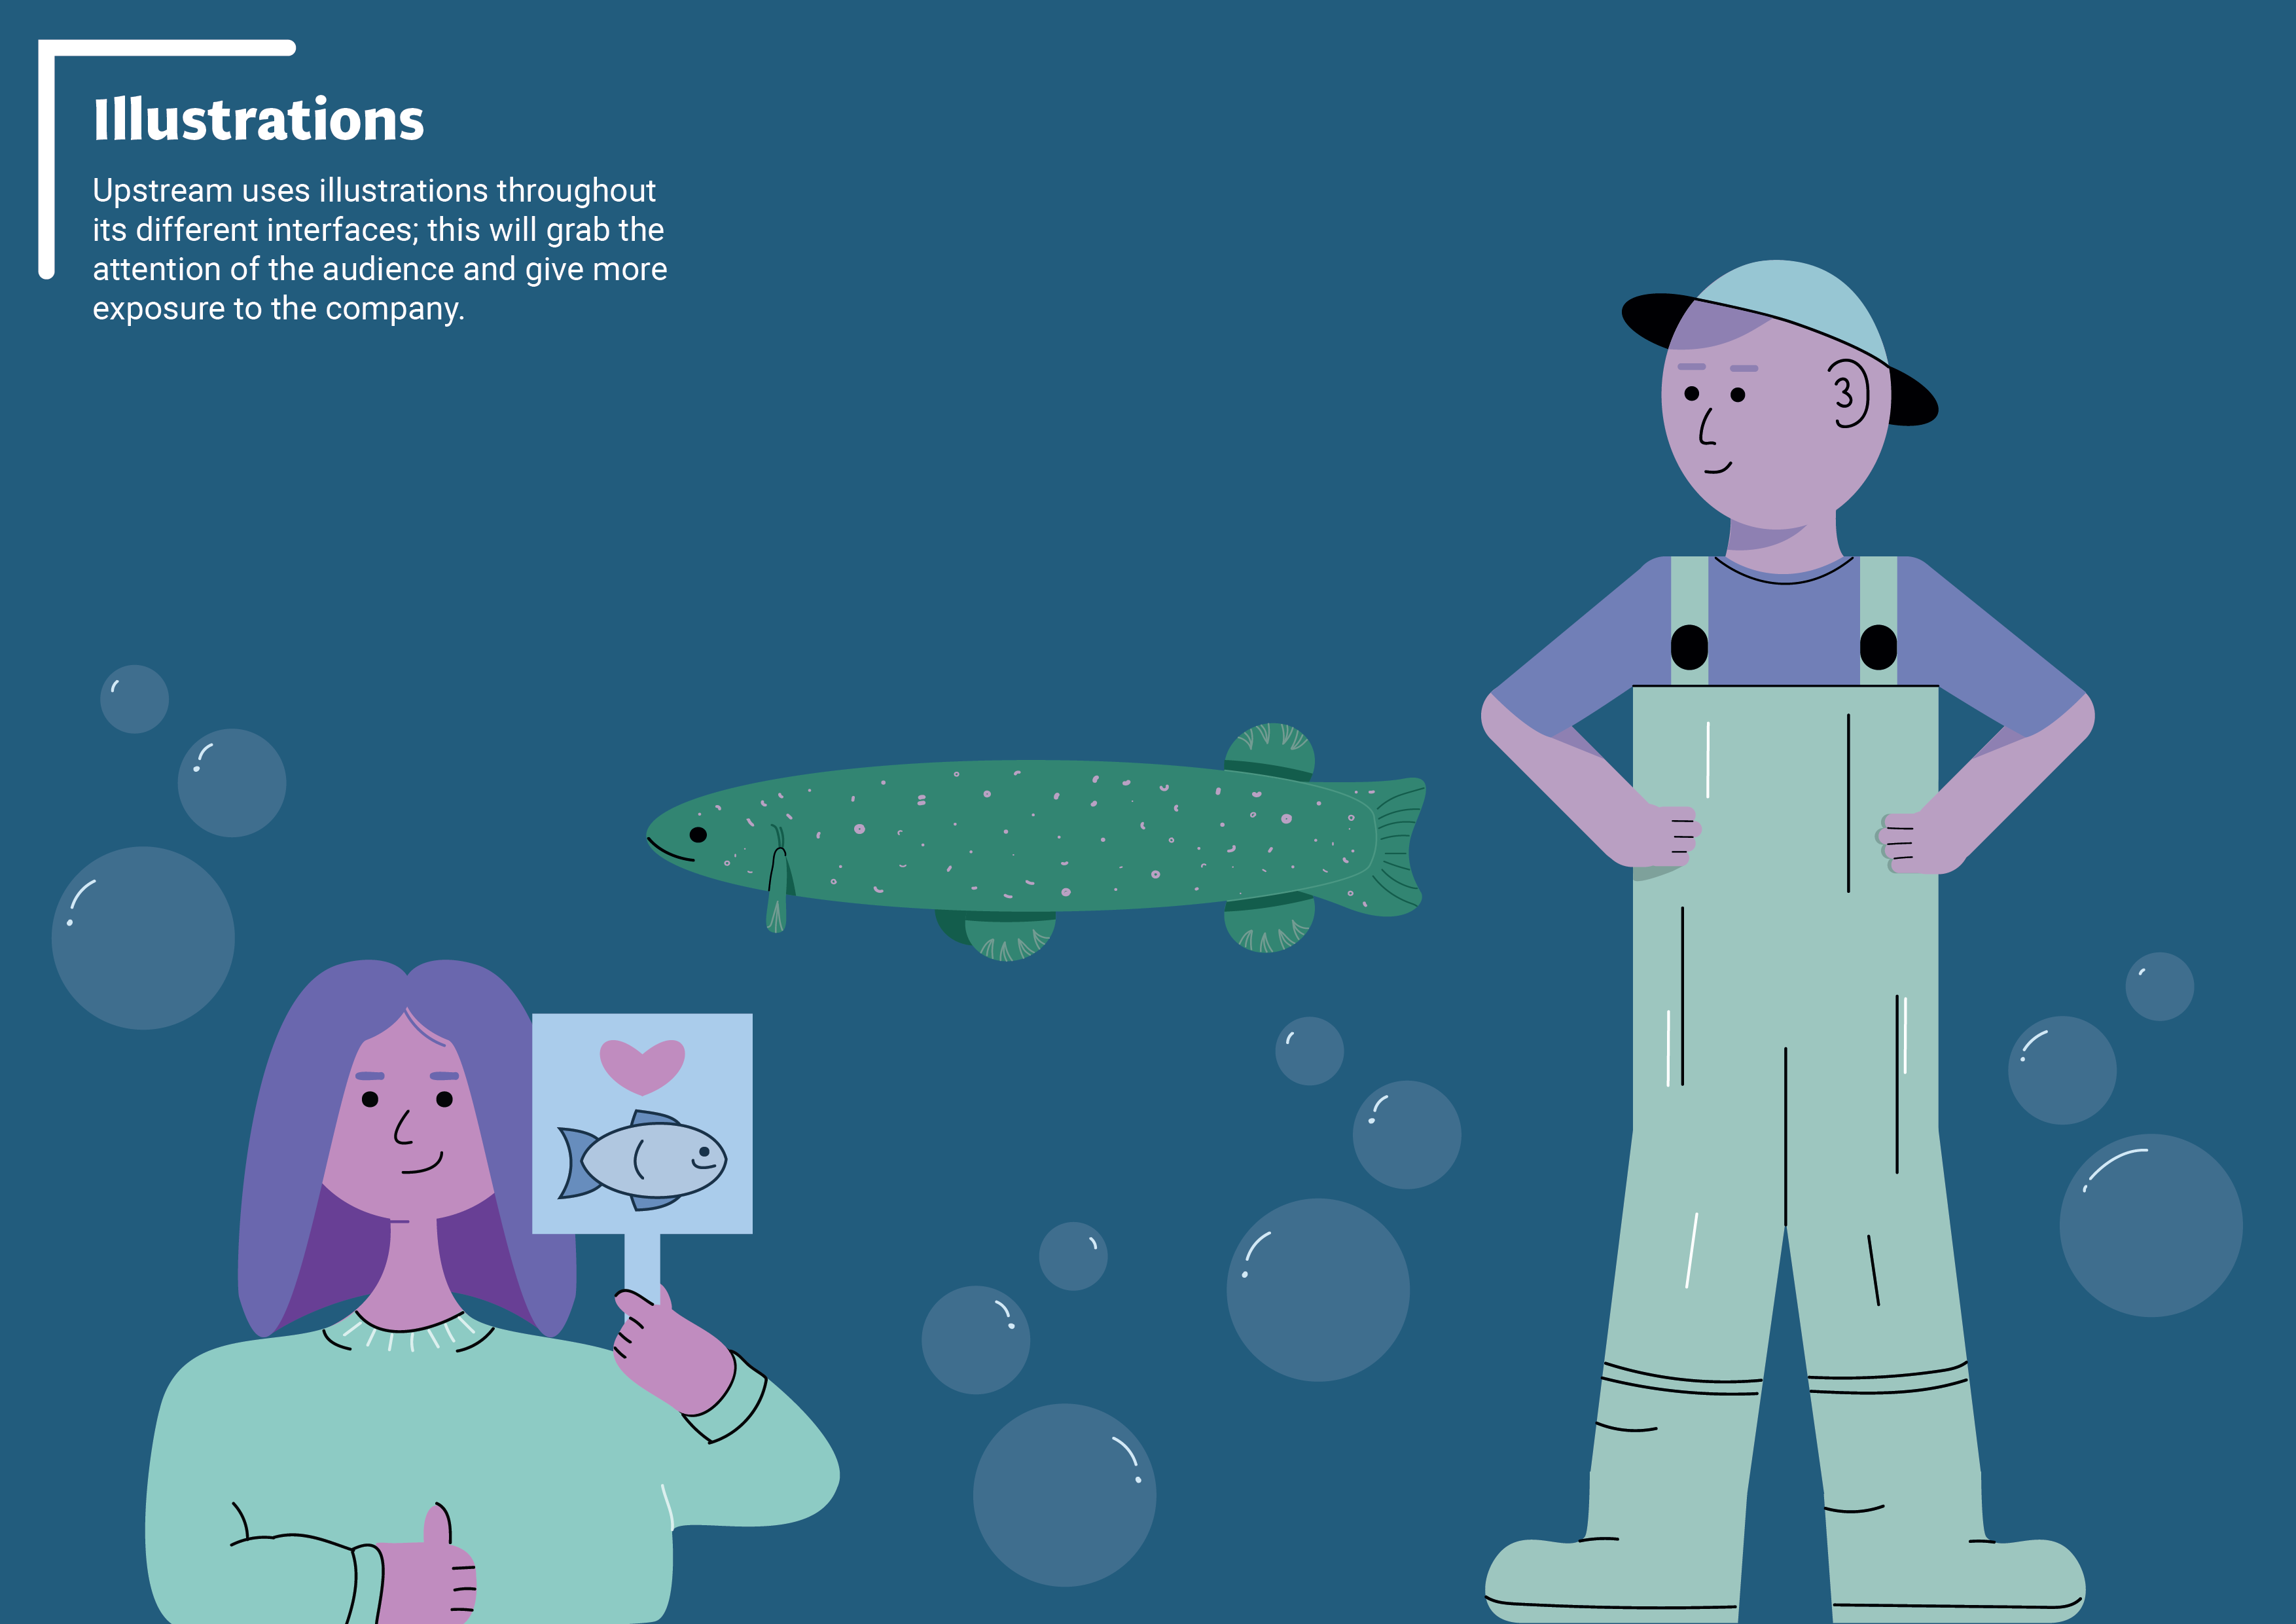 Illustrations
Upstream uses illustrations throughout
its different interfaces; this will grab the
attention of the audience and give more
exposure to the company.